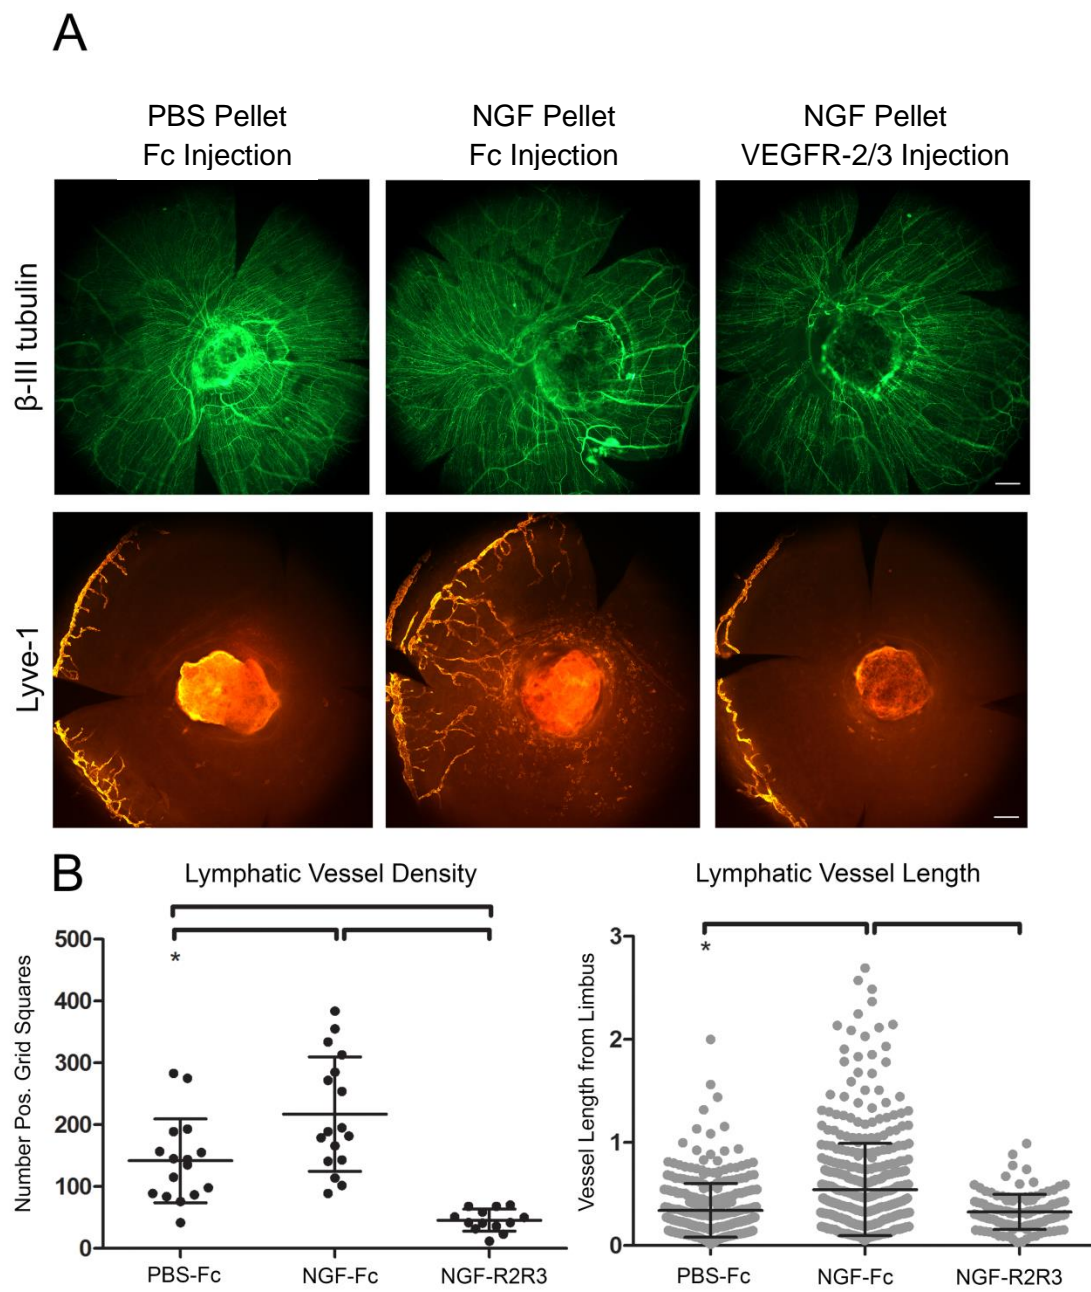 A
PBS Pellet
Fc Injection
NGF Pellet
Fc Injection
NGF Pellet
VEGFR-2/3 Injection
β-III tubulin
Lyve-1
B
Lymphatic Vessel Density
Number Pos. Grid Squares
500
400
300
200
100
0
*
PBS-Fc
NGF-Fc
NGF-R2R3
Lymphatic Vessel Length
Vessel Length from Limbus
3
2
1
0
*
PBS-Fc
NGF-Fc
NGF-R2R3